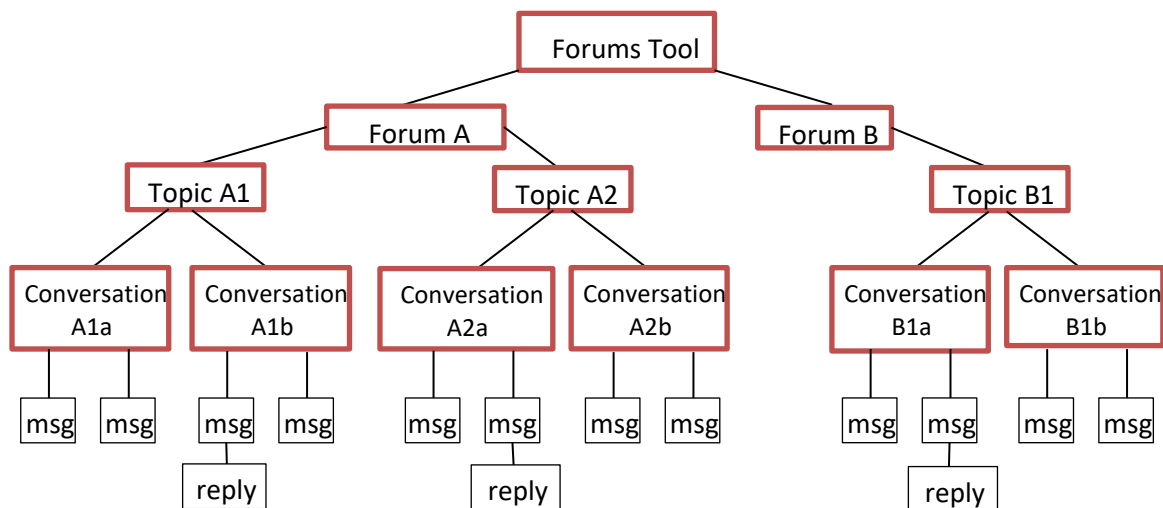 Forums Tool
Forum A
Forum B
Topic A1
Topic A2
Topic B1
Conversation
A1a
Conversation
A1b
Conversation
A2a
Conversation
A2b
Conversation
B1a
Conversation
B1b
msg
msg
msg
msg
msg
msg
msg
msg
msg
msg
msg
msg
reply
reply
reply